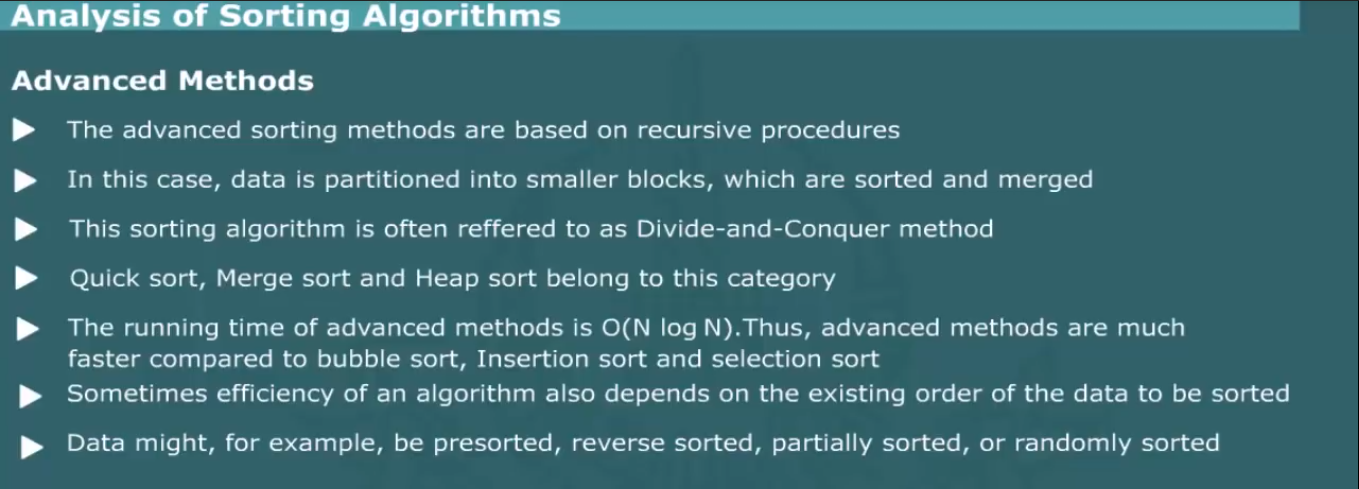 Analysis of Sorting Algorithms
Advanced Methods
The advanced sorting methods are based on recursive procedures
In this case, data is partitioned into smaller blocks, which are sorted and merged
This sorting algorithm is often reffered to as Divide-and-Conquer method
Quick sort, Merge sort and Heap sort belong to this category
The running time of advanced methods is O(N log N).Thus, advanced methods are much
faster compared to bubble sort, Insertion sort and selection sort
Sometimes efficiency of an algorithm also depends on the existing order of the data to be sorted
Data might, for example, be presorted, reverse sorted, partially sorted, or randomly sorted